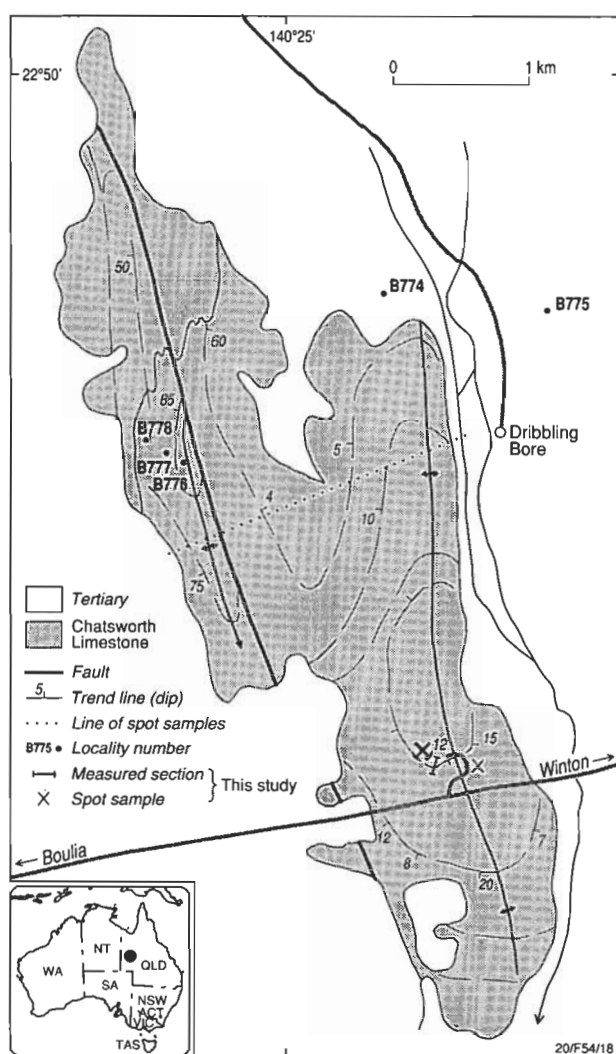 140°25'
22°50'
0 1 km
50
60
B774
B775
85
B778
B777
B776
5
4
10
Dribbling
Bore
75
Tertiary
Chatsworth
Limestone
Fault
5 Trend line (dip)
Line of spot samples
B775 Locality number
Measured section
Spot sample
This study
12
15
Winton
Boulia
12
8
7
20
WA
NT
SA
QLD
NSW
ACT
VIC
TAS
20/F54/18